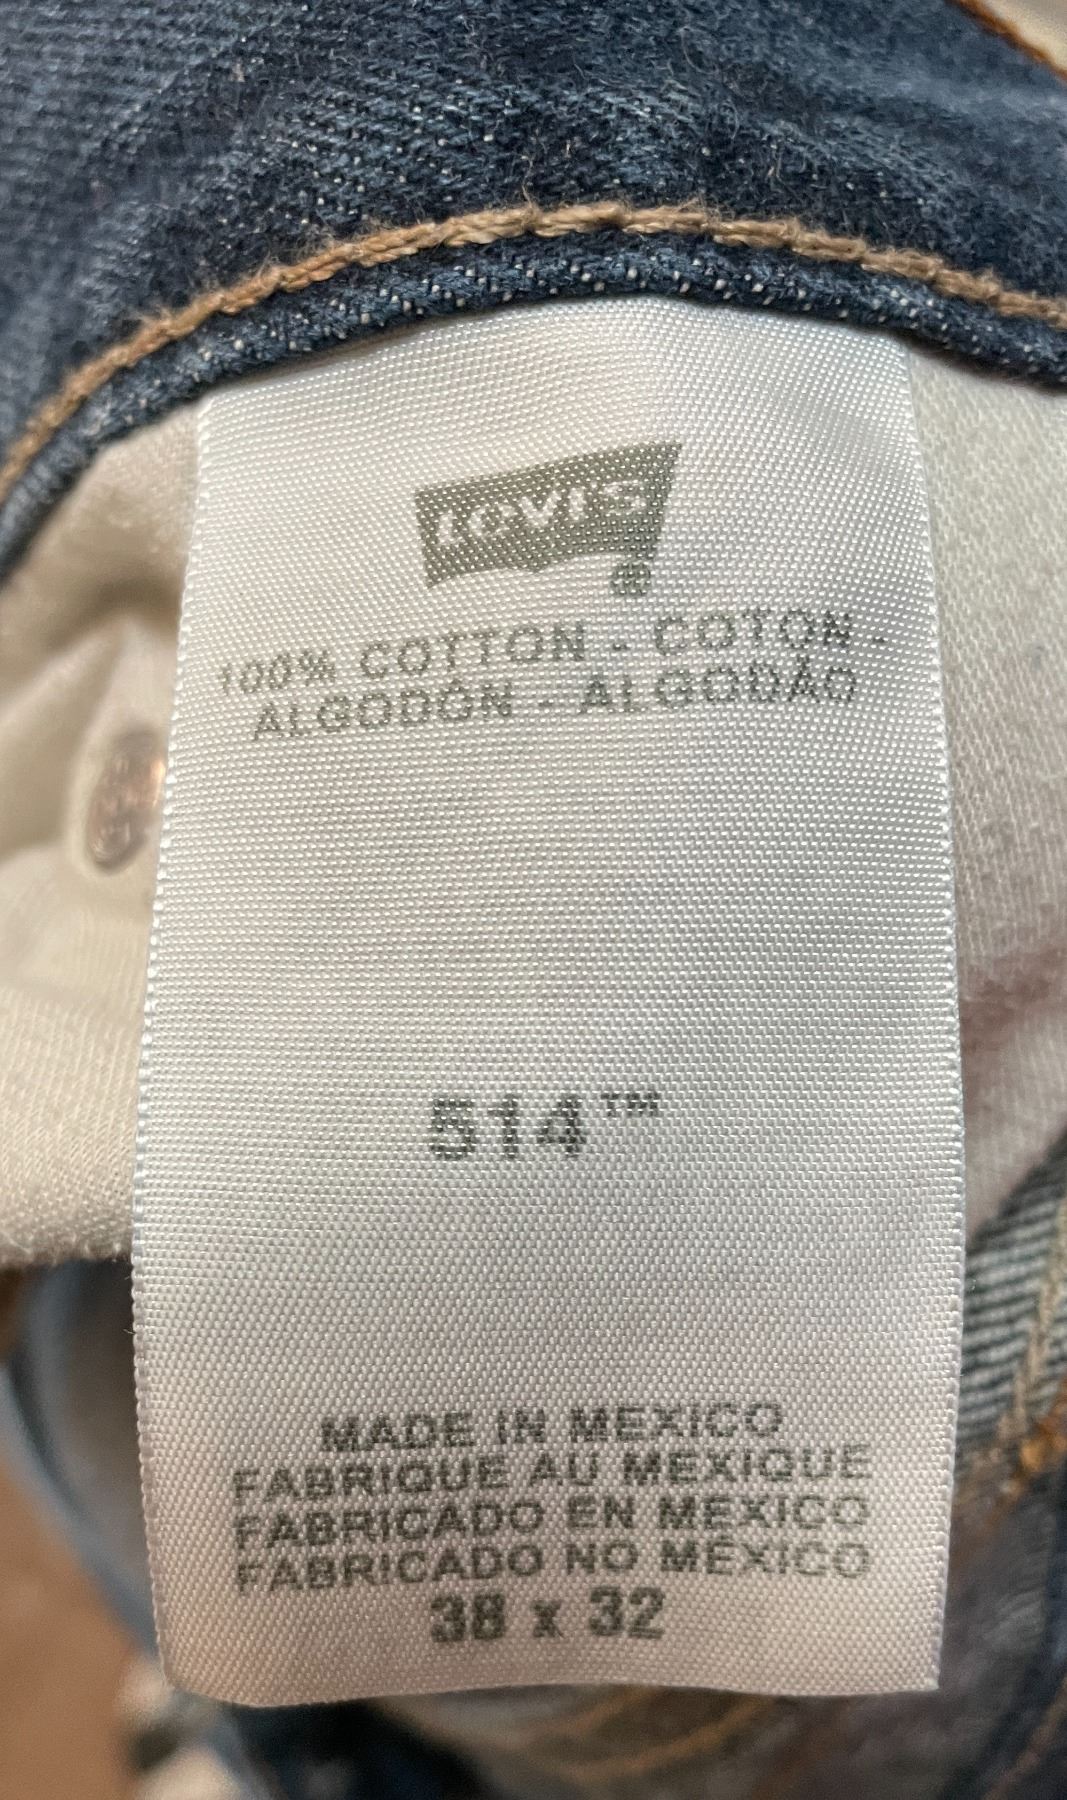 Levi's
®
100% COTTON - COTON -
ALGODÓN - ALGODÃO
514™
MADE IN MEXICO
FABRIQUE AU MEXIQUE
FABRICADO EN MÉXICO
FABRICADO NO MÉXICO
38 x 32